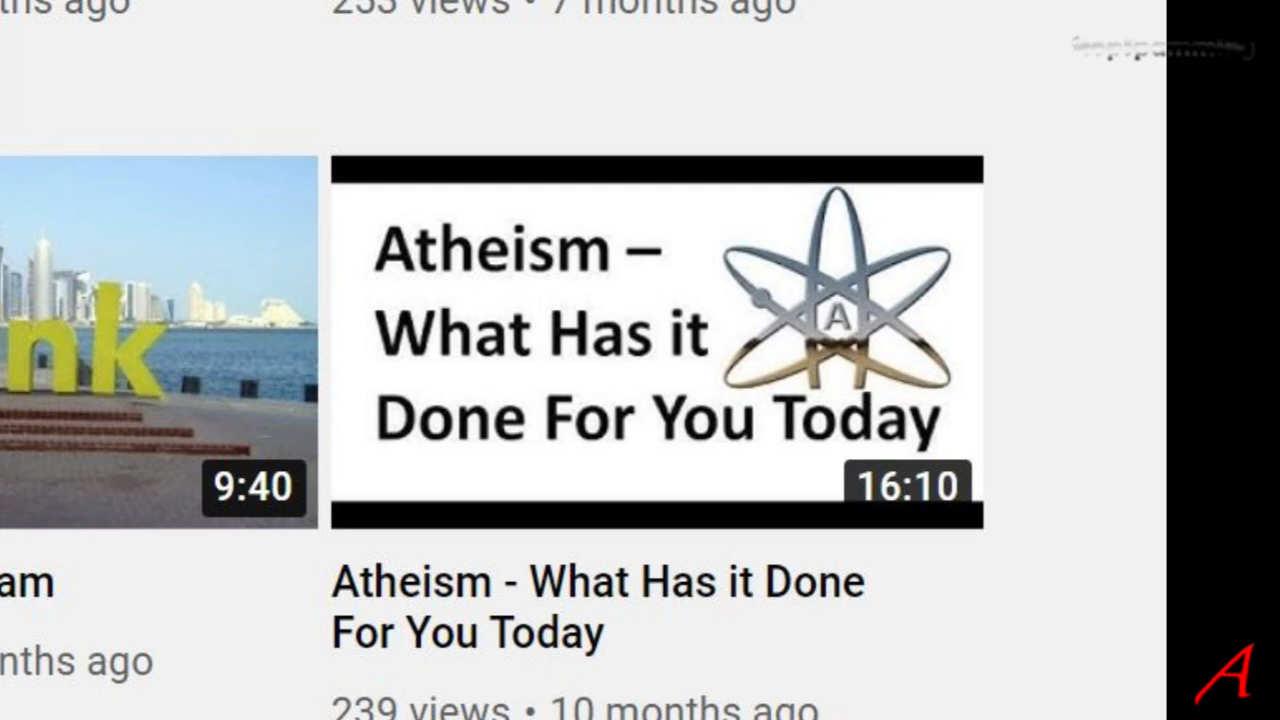 ths ago
253 views • 7 months ago
nk
9:40
Atheism –
What Has it
Done For You Today
A
16:10
am
nths ago
Atheism - What Has it Done
For You Today
239 views • 10 months ago
A